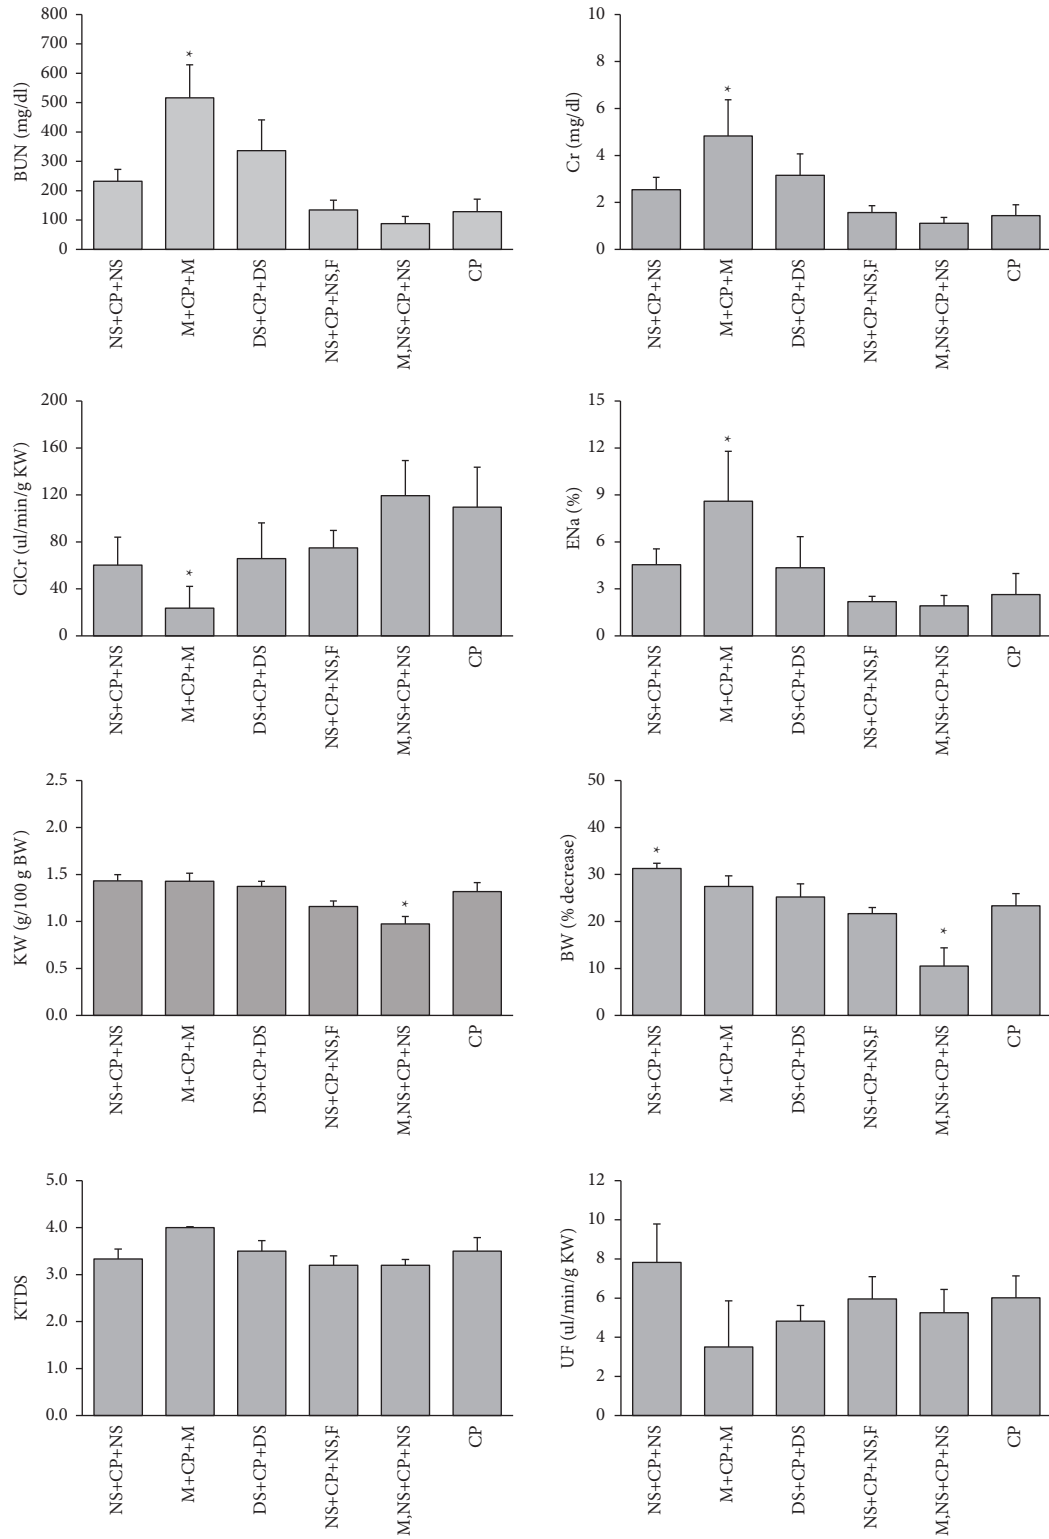 BUN (mg/dl)
800
700
600
500
400
300
200
100
0
*
NS+CP+NS
M+CP+M
DS+CP+DS
NS+CP+NS,F
M,NS+CP+NS
CP
Cr (mg/dl)
10
8
6
4
2
0
*
NS+CP+NS
M+CP+M
DS+CP+DS
NS+CP+NS,F
M,NS+CP+NS
CP
ClCr (ul/min/g KW)
200
160
120
80
40
0
*
NS+CP+NS
M+CP+M
DS+CP+DS
NS+CP+NS,F
M,NS+CP+NS
CP
ENa (%)
15
12
9
6
3
0
*
NS+CP+NS
M+CP+M
DS+CP+DS
NS+CP+NS,F
M,NS+CP+NS
CP
KW (g/100 g BW)
2.5
2.0
1.5
1.0
0.5
0.0
*
NS+CP+NS
M+CP+M
DS+CP+DS
NS+CP+NS,F
M,NS+CP+NS
CP
BW (% decrease)
50
40
30
20
10
0
*
*
NS+CP+NS
M+CP+M
DS+CP+DS
NS+CP+NS,F
M,NS+CP+NS
CP
KTDS
5.0
4.0
3.0
2.0
1.0
0.0
NS+CP+NS
M+CP+M
DS+CP+DS
NS+CP+NS,F
M,NS+CP+NS
CP
UF (ul/min/g KW)
12
10
8
6
4
2
0
NS+CP+NS
M+CP+M
DS+CP+DS
NS+CP+NS,F
M,NS+CP+NS
CP